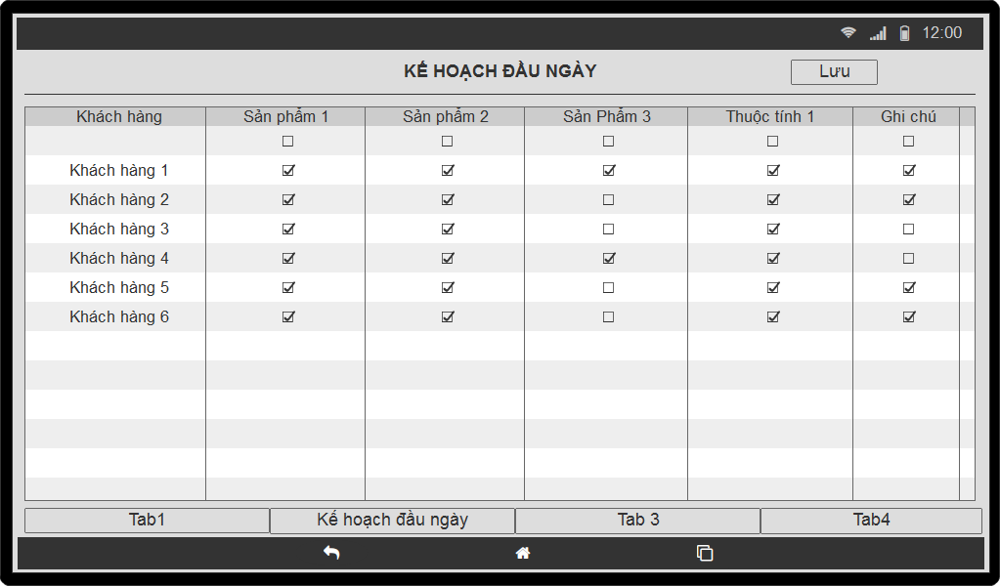 12:00
KẾ HOẠCH ĐẦU NGÀY
Lưu
Khách hàng Sản phẩm 1 Sản phẩm 2 Sản Phẩm 3 Thuộc tính 1 Ghi chú
Khách hàng 1
Khách hàng 2
Khách hàng 3
Khách hàng 4
Khách hàng 5
Khách hàng 6
Tab1 Kế hoạch đầu ngày Tab 3 Tab4